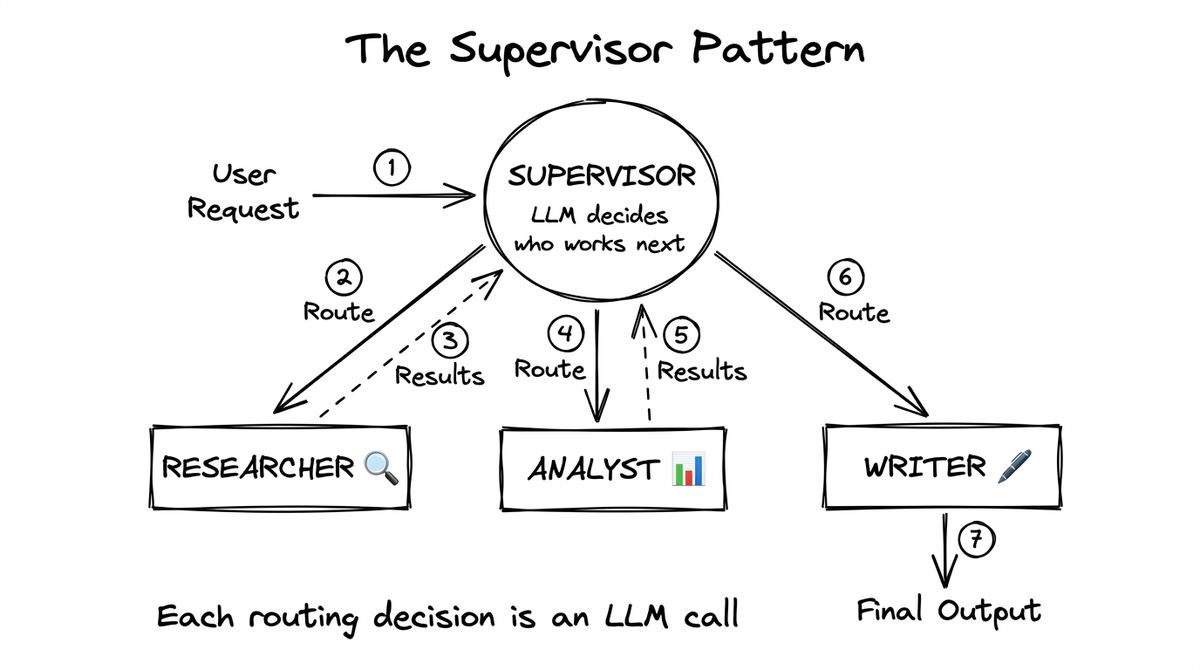 The Supervisor Pattern
User
Request
1
SUPERVISOR
LLM decides
who works next
2
Route
3
Results
4
Route
5
Results
6
Route
RESEARCHER
ANALYST
WRITER
7
Final Output
Each routing decision is an LLM call